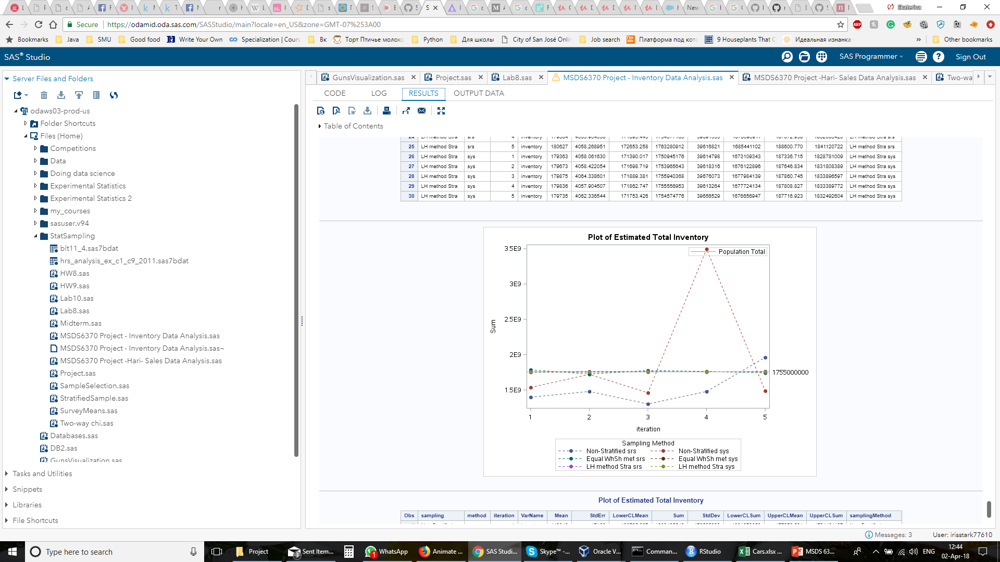 Ekaterina
Secure
https://odamid.oda.sas.com/SASStudio/main?locale=en_US&zone=GMT-07%253A00
Bookmarks Java SMU Good food Write Your Own Specialization | Cours Вк Торт Птичье молоко Python Для школы City of San José Onlin Job search Платформа под кото 9 Houseplants That C Идеальная изнанка » Other bookmarks
SAS® Studio
SAS Programmer
Sign Out
Server Files and Folders
odaws03-prod-us
Folder Shortcuts
Files (Home)
Competitions
Data
Doing data science
Experimental Statistics
Experimental Statistics 2
my_courses
sasuser.v94
StatSampling
blt11_4.sas7bdat
hrs_analysis_ex_c1_c9_2011.sas7bdat
HW8.sas
HW9.sas
Lab10.sas
Lab8.sas
Midterm.sas
MSDS6370 Project - Inventory Data Analysis.sas
MSDS6370 Project - Inventory Data Analysis.sas~
MSDS6370 Project -Hari- Sales Data Analysis.sas
Project.sas
SampleSelection.sas
StratifiedSample.sas
SurveyMeans.sas
Two-way chi.sas
Databases.sas
DB2.sas
GunsVisualization.sas
Tasks and Utilities
Snippets
Libraries
File Shortcuts
GunsVisualization.sas Project.sas Lab8.sas MSDS6370 Project - Inventory Data Analysis.sas MSDS6370 Project -Hari- Sales Data Analysis.sas Two-wa
CODE LOG RESULTS OUTPUT DATA
Table of Contents
25 LH method Stra srs 5 inventory 180627 4058.268951 172653.258 1763280912 39616821 1685441102 188600.770 1841120722 LH method Stra srs
26 LH method Stra sys 1 inventory 179363 4058.061630 171390.017 1750945176 39614798 1673109343 187336.715 1828781009 LH method Stra sys
27 LH method Stra sys 2 inventory 179673 4058.422054 171698.719 1753965643 39618316 1676122896 187646.834 1831808389 LH method Stra sys
28 LH method Stra sys 3 inventory 179875 4064.338601 171889.381 1755940368 39676073 1677984139 187860.745 1833896597 LH method Stra sys
29 LH method Stra sys 4 inventory 179836 4057.904507 171862.747 1755556953 39613264 1677724134 187808.827 1833389772 LH method Stra sys
30 LH method Stra sys 5 inventory 179735 4062.336544 171753.426 1754574776 39656529 1676656947 187716.923 1832492604 LH method Stra sys
Plot of Estimated Total Inventory
Population Total
3.5E9
3E9
2.5E9
2E9
1.5E9
Sum
1755000000
1 2 3 4 5
iteration
Sampling Method
Non-Stratified srs Non-Stratified sys
Equal WhSh met srs Equal WhSh met sys
LH method Stra srs LH method Stra sys
Plot of Estimated Total Inventory
Obs sampling method iteration VarName Mean StdErr LowerCLMean Sum StdDev LowerCLSum UpperCLMean UpperCLSum samplingMethod
Messages: 3 User: irisstark77610
Type here to search
Project
3 Sent Item...
1 WhatsApp
Animate ...
SAS Studi...
Skype™ -...
Oracle V...
Comman...
RStudio
Cars.xlsx ...
MSDS 63...
ENG
12:44
02-Apr-18